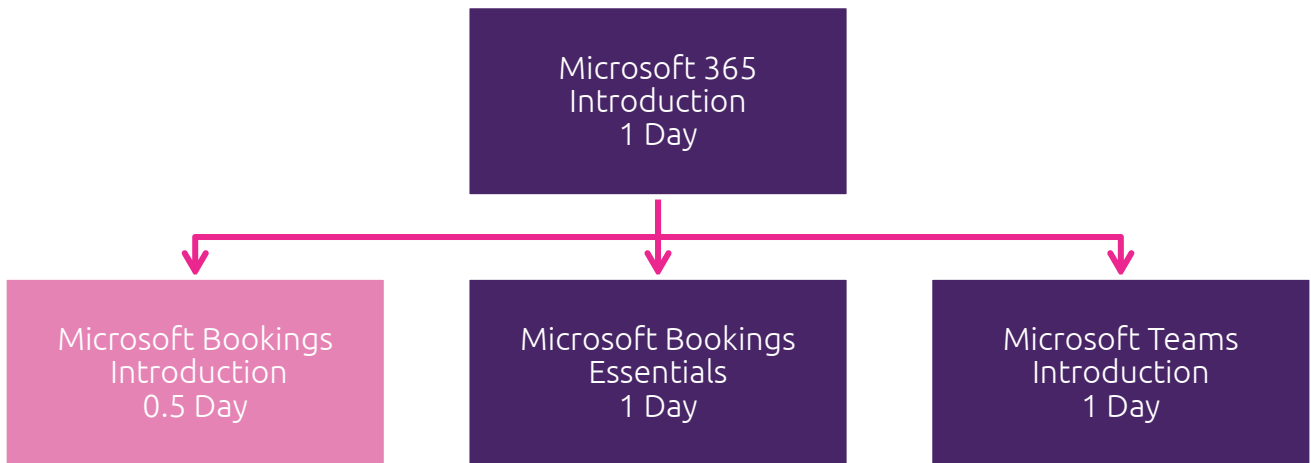 Microsoft 365
Introduction
1 Day
Microsoft Bookings
Introduction
0.5 Day
Microsoft Bookings
Essentials
1 Day
Microsoft Teams
Introduction
1 Day